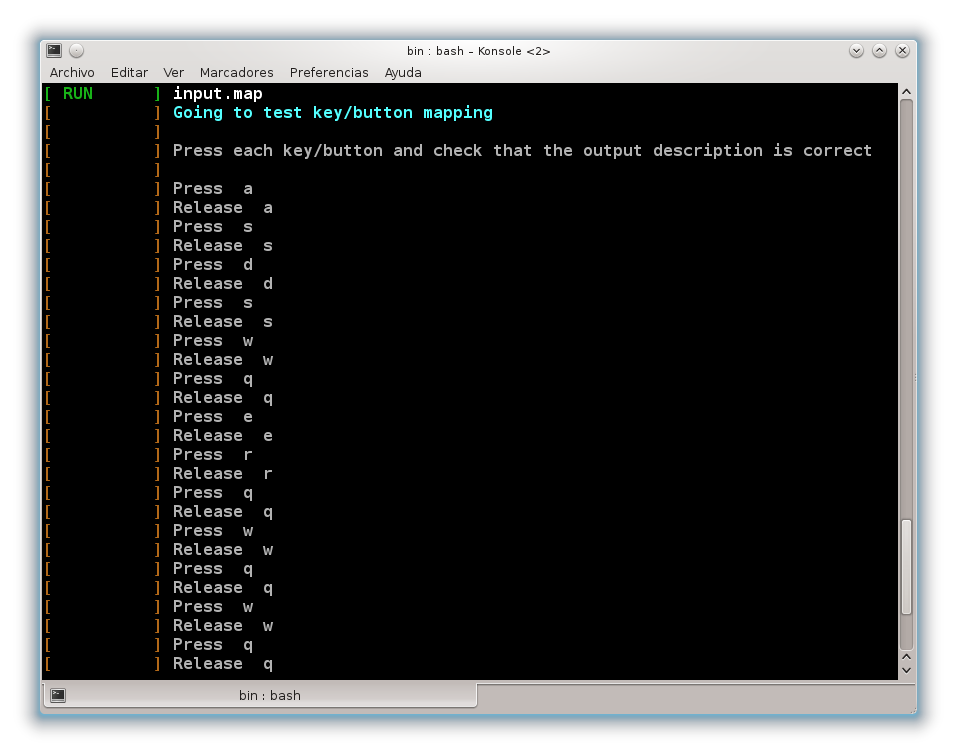 bin : bash – Konsole <2>
Archivo Editar Ver Marcadores Preferencias Ayuda
[ RUN ] input.map
[ ] Going to test key/button mapping
[ ]
[ ] Press each key/button and check that the output description is correct
[ ]
[ ] Press a
[ ] Release a
[ ] Press s
[ ] Release s
[ ] Press d
[ ] Release d
[ ] Press s
[ ] Release s
[ ] Press w
[ ] Release w
[ ] Press q
[ ] Release q
[ ] Press e
[ ] Release e
[ ] Press r
[ ] Release r
[ ] Press q
[ ] Release q
[ ] Press w
[ ] Release w
[ ] Press q
[ ] Release q
[ ] Press w
[ ] Release w
[ ] Press q
[ ] Release q
bin : bash